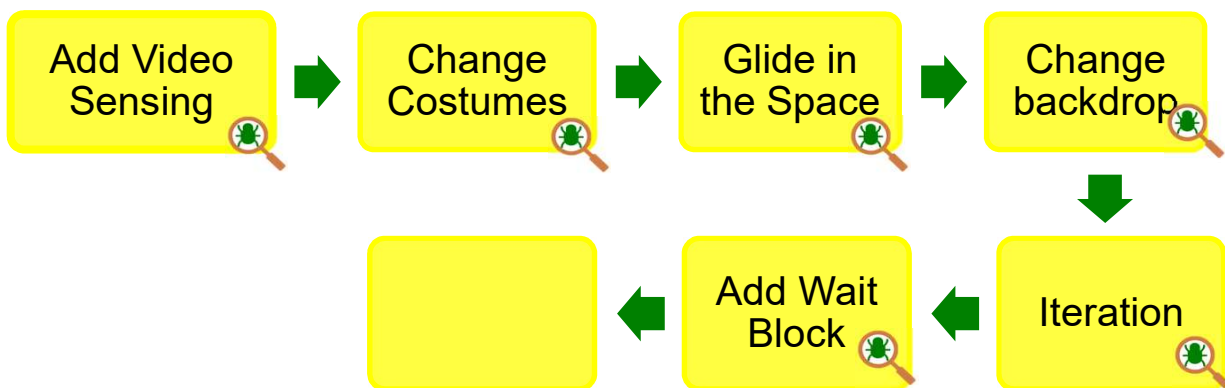 Add Video
Sensing
Change
Costumes
Glide in
the Space
Change
backdrop
Iteration
Add Wait
Block